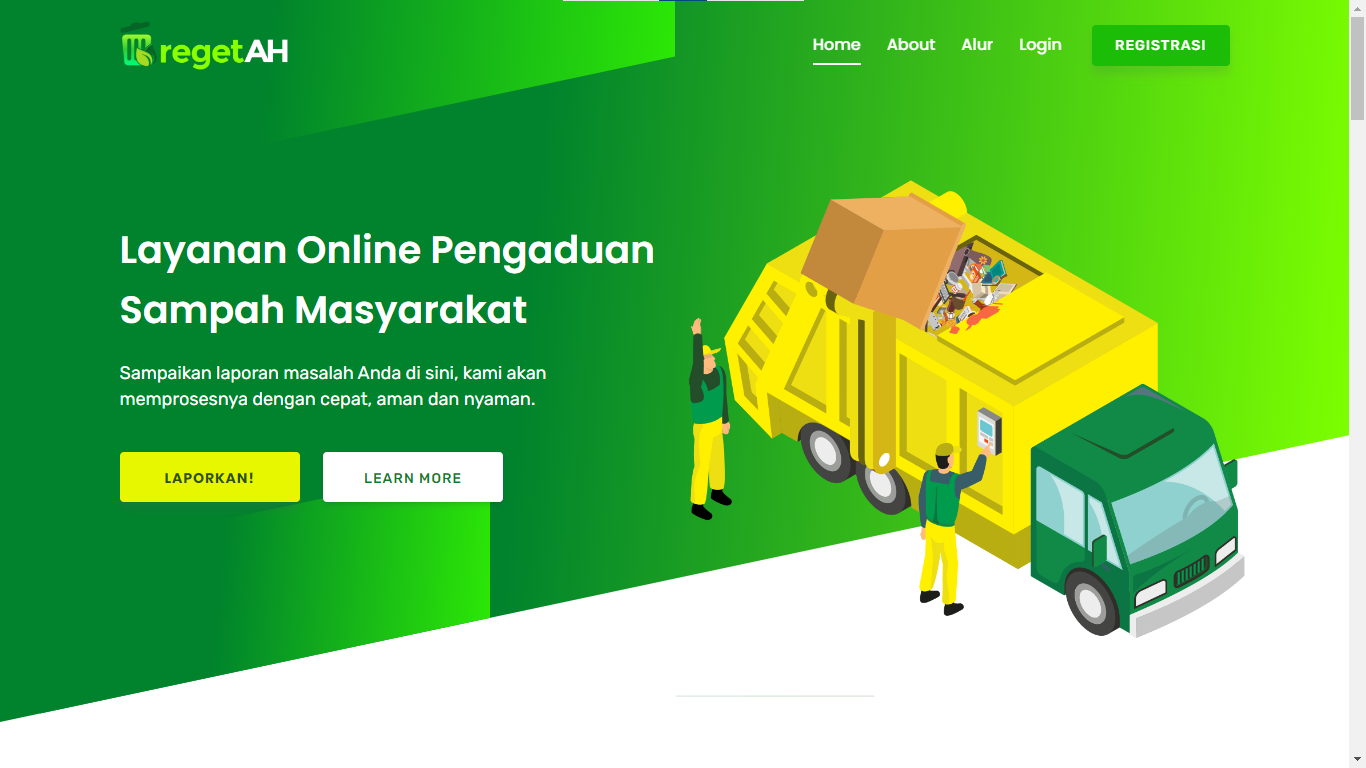 regetAH
Home
About
Alur
Login
REGISTRASI
Layanan Online Pengaduan
Sampah Masyarakat
Sampaikan laporan masalah Anda di sini, kami akan
memprosesnya dengan cepat, aman dan nyaman.
LAPORKAN!
LEARN MORE